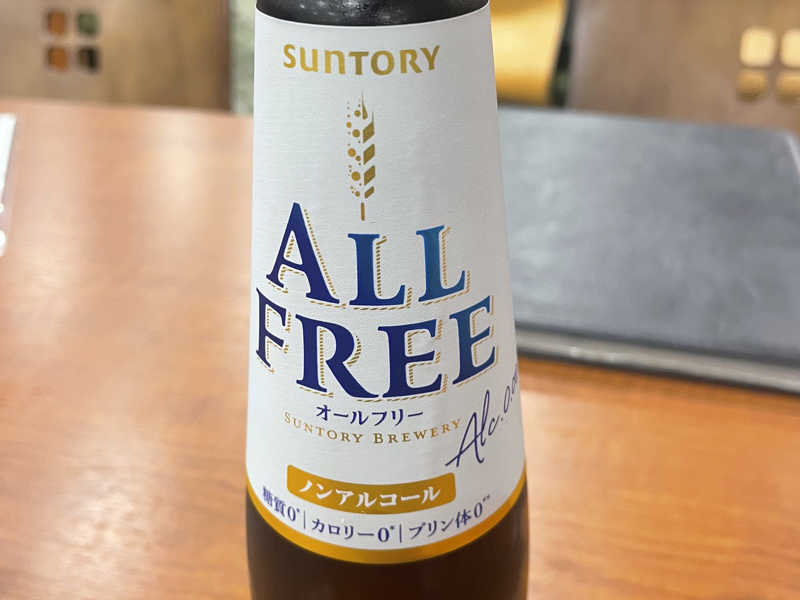 SUNTORY
ALL
FREE
オールフリー
SUNTORY BREWERY
Alc.0.0
ノンアルコール
糖質0*|カロリー0*|プリン体0**